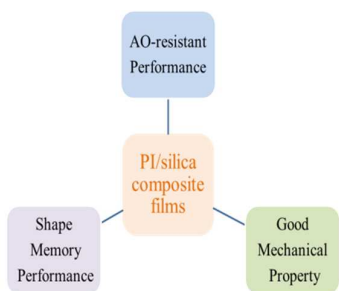 AO-resistant
Performance
PI/silica
composite
films
Shape
Memory
Performance
Good
Mechanical
Property